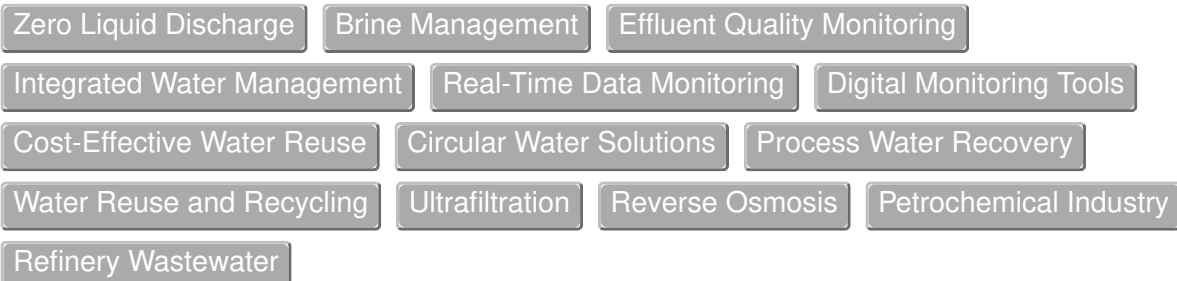 Zero Liquid Discharge Brine Management Effluent Quality Monitoring
Integrated Water Management Real-Time Data Monitoring Digital Monitoring Tools
Cost-Effective Water Reuse Circular Water Solutions Process Water Recovery
Water Reuse and Recycling Ultrafiltration Reverse Osmosis Petrochemical Industry
Refinery Wastewater